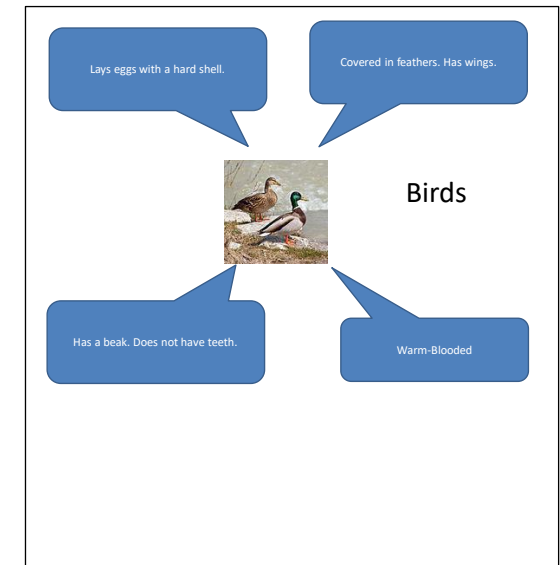 Lays eggs with a hard shell.
Covered in feathers. Has wings.
Birds
Has a beak. Does not have teeth.
Warm-Blooded